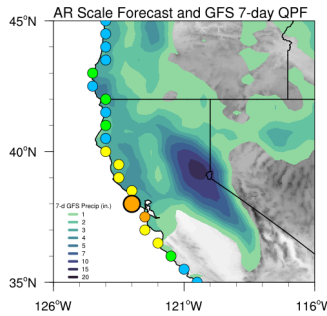 AR Scale Forecast and GFS 7-day QPF
45°N
40°N
35°N
7-d GFS Precip (in.)
1
2
3
4
5
7
10
15
20
126°W
121°W
116°W